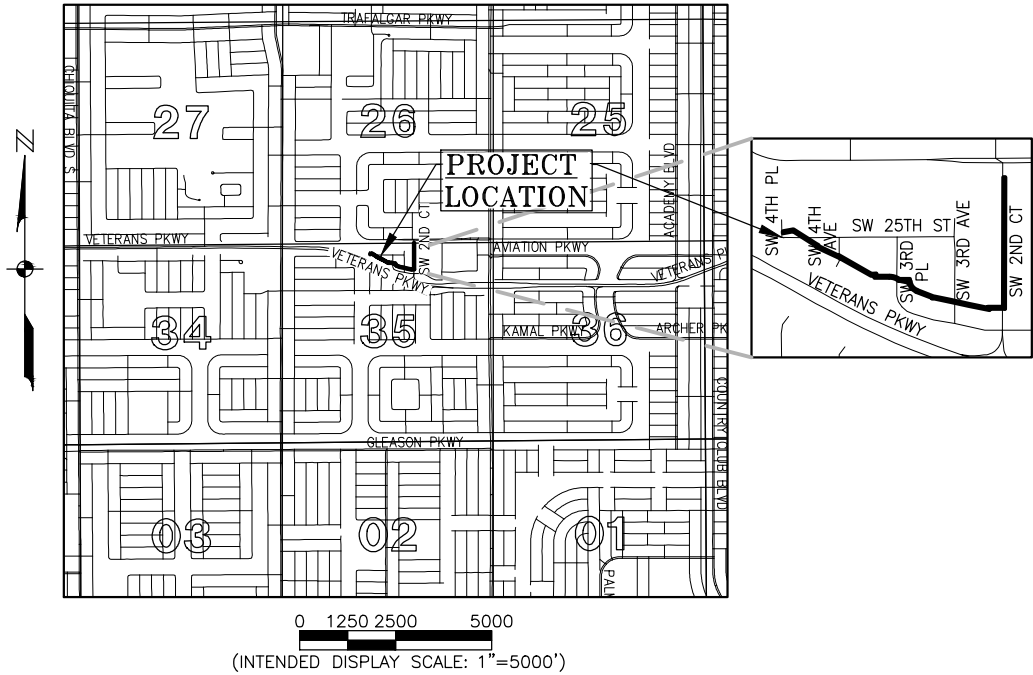 TRAFALGAR PKWY
CHIQUITA BLVD S
27
26
25
N
PROJECT
LOCATION
ACADEMY BLVD
SW 2ND CT
VETERANS PKWY
AVIATION PKWY
VETERANS PKWY
VETERANS
34
35
36
KAMAL PKWY
ARCHER PK
COUNTRY CLUB BLVD
GLEASON PKWY
03
02
01
PALM
SW 4TH PL
SW 4TH
AVE
SW 25TH ST
SW 3RD
PL
SW 3RD AVE
SW 2ND CT
VETERANS PKWY
0 1250 2500 5000
(INTENDED DISPLAY SCALE: 1"=5000')